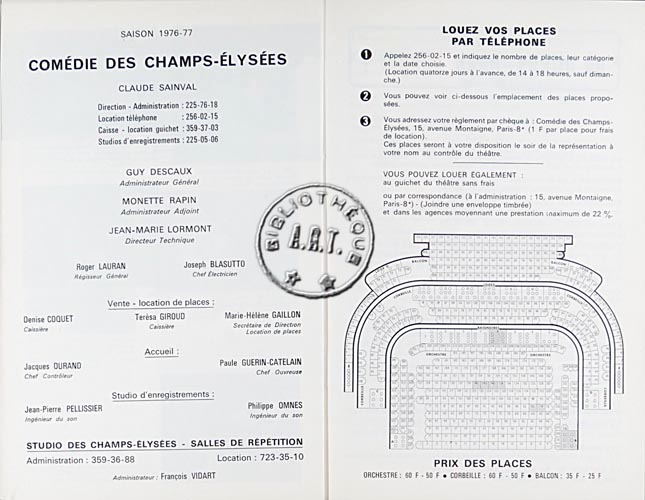 SAISON 1976-77
COMÉDIE DES CHAMPS-ÉLYSÉES
CLAUDE SAINVAL
Direction - Administration : 225-76-18
Location téléphone : 256-02-15
Caisse - location guichet : 359-37-03
Studios d'enregistrements : 225-05-06
GUY DESCAUX
Administrateur Général
MONETTE RAPIN
Administrateur Adjoint
JEAN-MARIE LORMONT
Directeur Technique
Roger LAURAN
Régisseur Général
Joseph BLASUTTO
Chef Électricien
Vente - location de places :
Denise COQUET
Caissière
Terèsa GIROUD
Caissière
Marie-Hélène GAILLON
Secrétaire de Direction
Location de places
Accueil :
Jacques DURAND
Chef Contrôleur
Paule GUERIN-CATELAIN
Chef Ouvreuse
Studio d'enregistrements :
Jean-Pierre PELLISSIER
Ingénieur du son
Philippe OMNES
Ingénieur du son
STUDIO DES CHAMPS-ELYSÉES - SALLES DE RÉPÉTITION
Administration : 359-36-88
Location : 723-35-10
Administrateur : François VIDART
BIBLIOTHÈQUE
A.R.T.
LOUEZ VOS PLACES
PAR TÉLÉPHONE
1 Appelez 256-02-15 et indiquez le nombre de places, leur catégorie
et la date choisie.
(Location quatorze jours à l'avance, de 14 à 18 heures, sauf diman-
che.)
2 Vous pouvez voir ci-dessous l'emplacement des places propo-
sées.
3 Vous adressez votre règlement par chèque à : Comédie des Champs-
Elysées, 15, avenue Montaigne, Paris-8e (1 F par place pour frais
de location).
Ces places seront à votre disposition le soir de la représentation à
votre nom au contrôle du théâtre.
VOUS POUVEZ LOUER ÉGALEMENT :
au guichet du théâtre sans frais
ou par correspondance (à l'administration : 15, avenue Montaigne,
Paris-8e) - (Joindre une enveloppe timbrée)
et dans les agences moyennant une prestation maximum de 22 %.
BALCON
BALCON
LOGES
CORBEILLE
CORBEILLE
BAIGNOIRES
ORCHESTRE
ORCHESTRE
PRIX DES PLACES
ORCHESTRE : 60 F - 50 F • CORBEILLE : 60 F - 50 F • BALCON : 35 F - 25 F